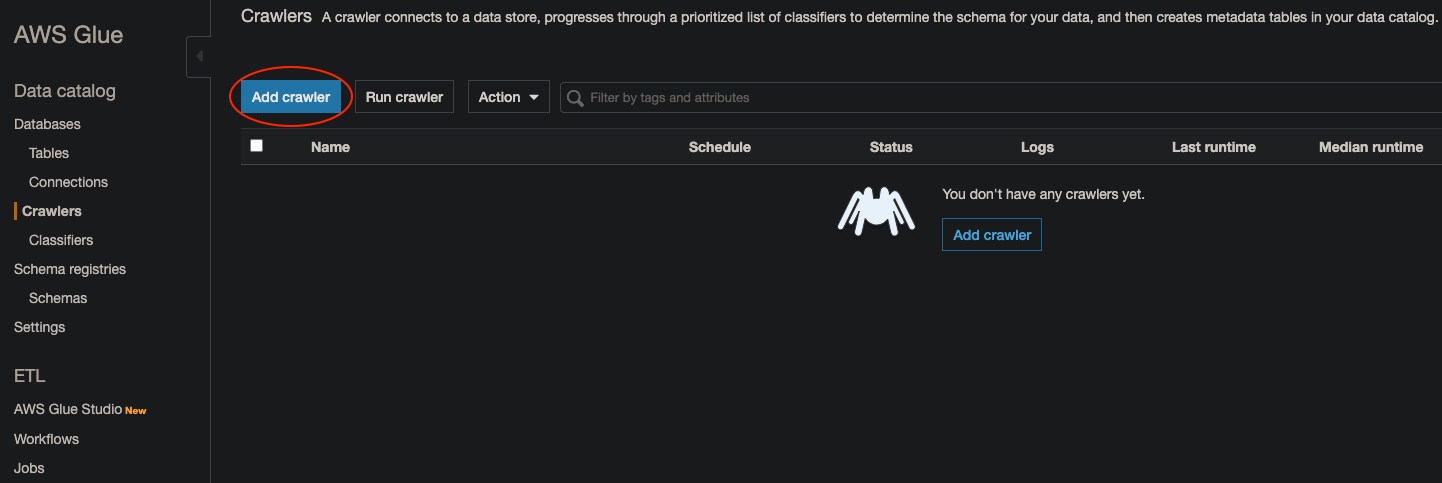 AWS Glue
Data catalog
Databases
Tables
Connections
Crawlers
Classifiers
Schema registries
Schemas
Settings
ETL
AWS Glue Studio New
Workflows
Jobs
Crawlers A crawler connects to a data store, progresses through a prioritized list of classifiers to determine the schema for your data, and then creates metadata tables in your data catalog.
Add crawler Run crawler Action Filter by tags and attributes
Name Schedule Status Logs Last runtime Median runtime
You don't have any crawlers yet.
Add crawler